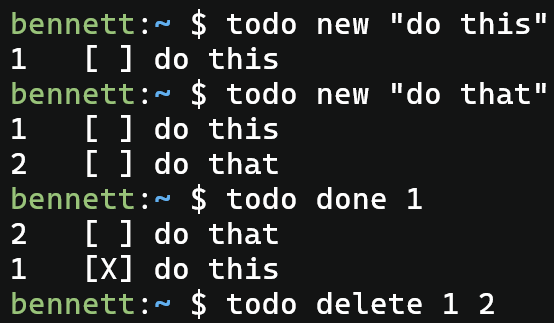 bennett:~ $ todo new "do this"
1   [ ] do this
bennett:~ $ todo new "do that"
1   [ ] do this
2   [ ] do that
bennett:~ $ todo done 1
2   [ ] do that
1   [X] do this
bennett:~ $ todo delete 1 2